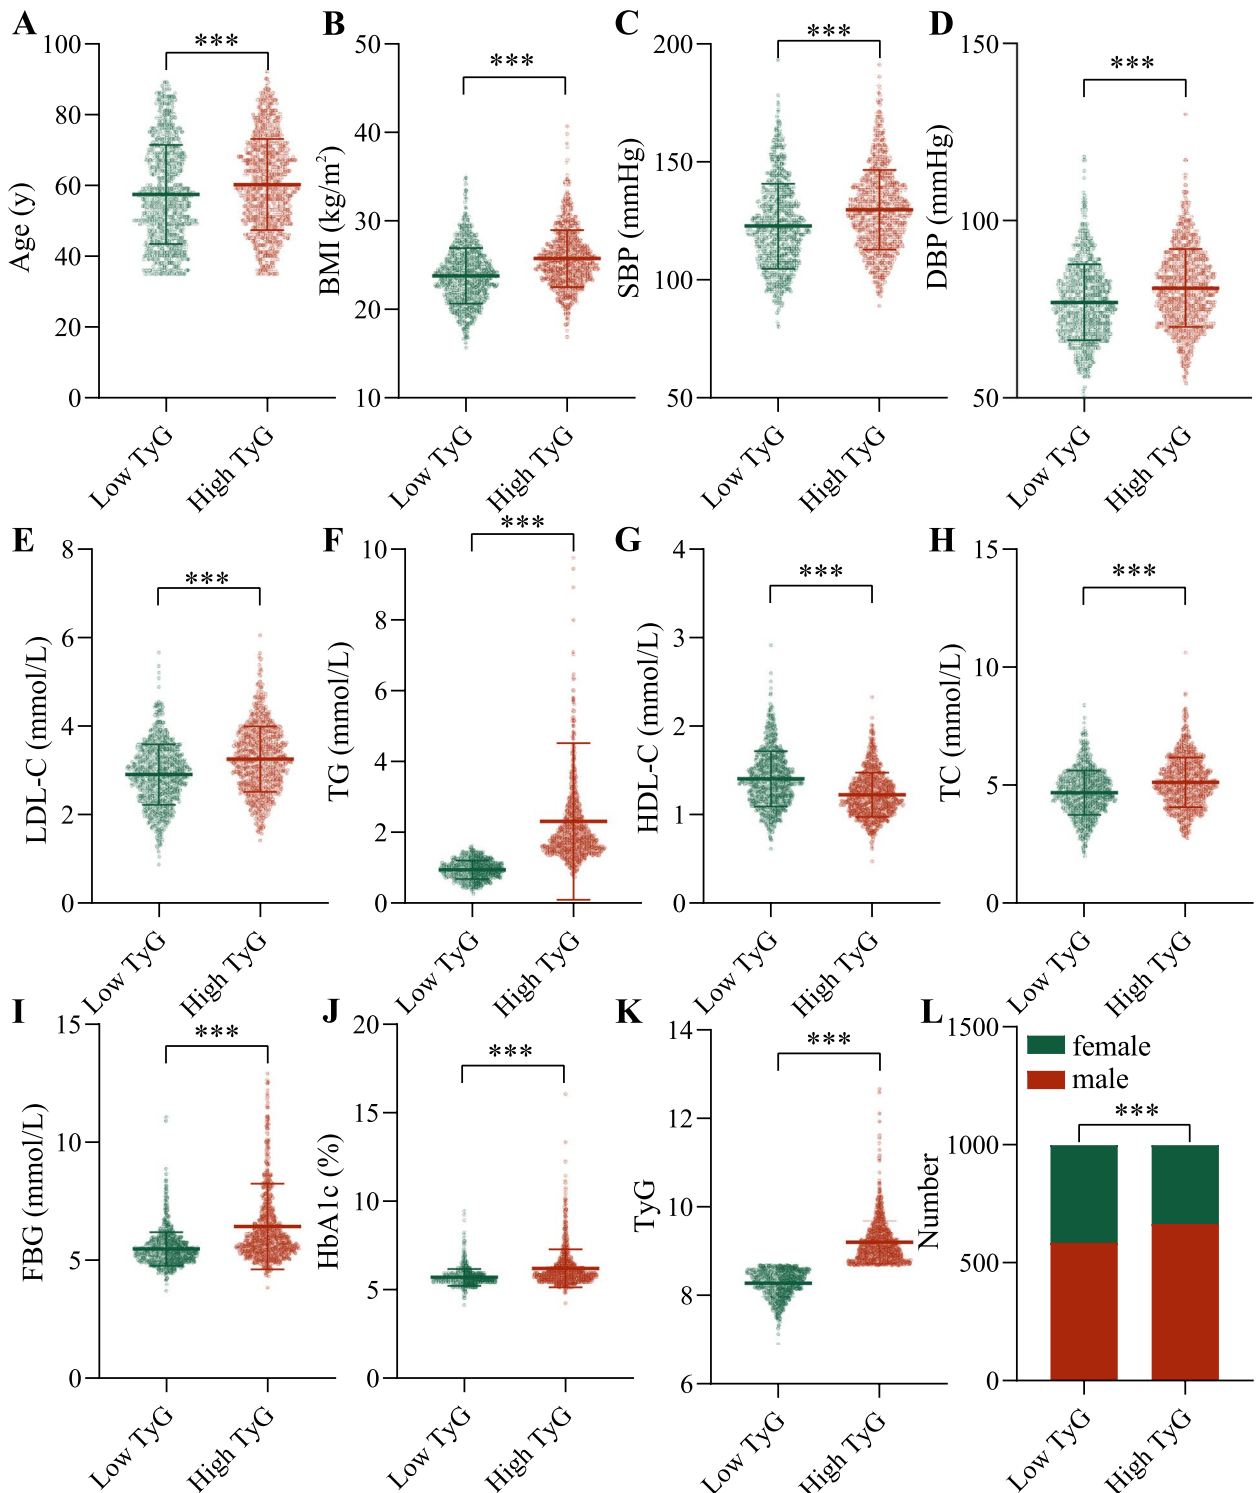 A
Age (y)
100
80
60
40
20
0
***
Low TyG
High TyG
B
BMI (kg/m²)
50
40
30
20
10
***
Low TyG
High TyG
C
SBP (mmHg)
200
150
100
50
***
Low TyG
High TyG
D
DBP (mmHg)
150
100
50
***
Low TyG
High TyG
E
LDL-C (mmol/L)
8
6
4
2
0
***
Low TyG
High TyG
F
TG (mmol/L)
10
8
6
4
2
0
***
Low TyG
High TyG
G
HDL-C (mmol/L)
4
3
2
1
0
***
Low TyG
High TyG
H
TC (mmol/L)
15
10
5
0
***
Low TyG
High TyG
I
FBG (mmol/L)
15
10
5
0
***
Low TyG
High TyG
J
HbA1c (%)
20
15
10
5
0
***
Low TyG
High TyG
K
TyG
14
12
10
8
6
***
Low TyG
High TyG
L
Number
1500
1000
500
0
female
male
***
Low TyG
High TyG